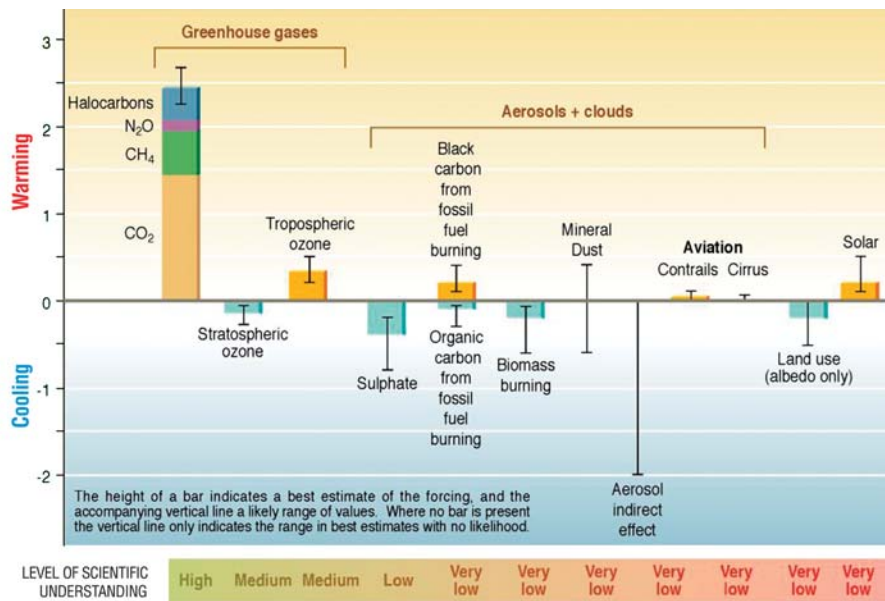 3
2
1
0
-1
-2
Warming
Cooling
Greenhouse gases
Halocarbons
N₂O
CH₄
CO₂
Stratospheric
ozone
Tropospheric
ozone
Aerosols + clouds
Sulphate
Black
carbon
from
fossil
fuel
burning
Organic
carbon
from
fossil
fuel
burning
Biomass
burning
Mineral
Dust
Aerosol
indirect
effect
Aviation
Contrails Cirrus
Land use
(albedo only)
Solar
The height of a bar indicates a best estimate of the forcing, and the
accompanying vertical line a likely range of values. Where no bar is present
the vertical line only indicates the range in best estimates with no likelihood.
LEVEL OF SCIENTIFIC
UNDERSTANDING
High
Medium
Medium
Low
Very
low
Very
low
Very
low
Very
low
Very
low
Very
low
Very
low